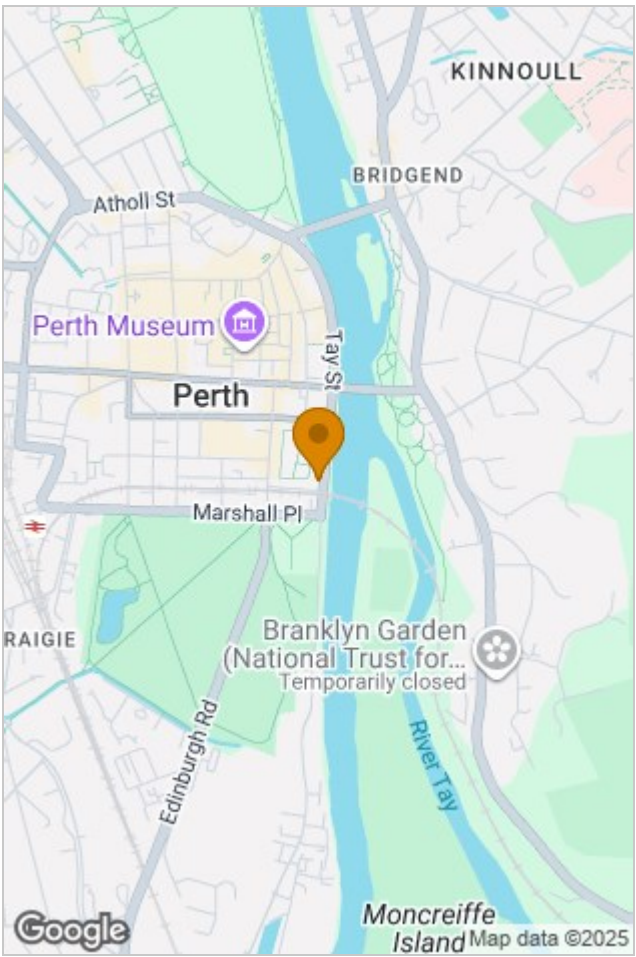 KINNOULL
BRIDGEND
Atholl St
Perth Museum
Tay St
Perth
Marshall Pl
RAIGIE
Branklyn Garden
(National Trust for...
Temporarily closed
Edinburgh Rd
River Tay
Moncreiffe
Island
Google
Map data ©2025